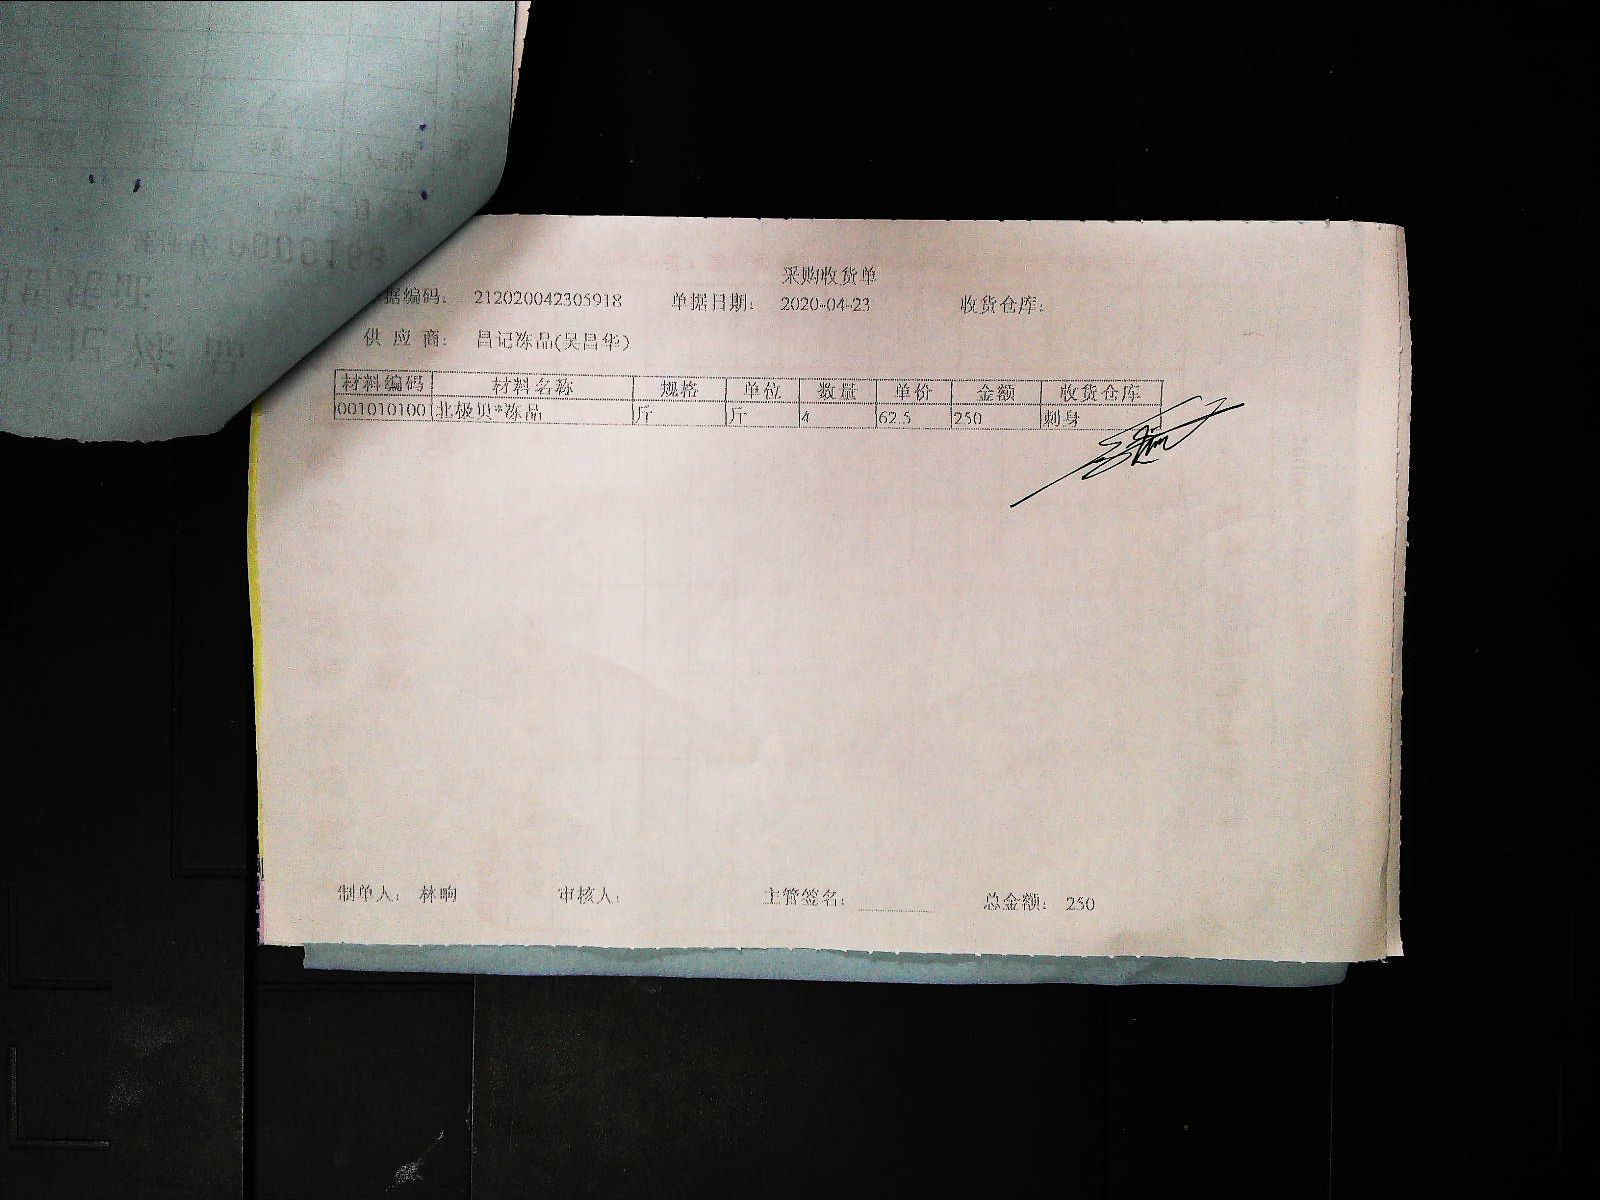 采购收货单
据编码： 212020042305918 单据日期： 2020-04-23 收货仓库：
供 应 商： 昌记冻品(吴昌华)
材料编码 材料名称 规格 单位 数量 单价 金额 收货仓库
001010100 北极贝*冻品 斤 斤 4 62.5 250 刺身
制单人： 林晌 审核人： 主管签名： 总金额： 250